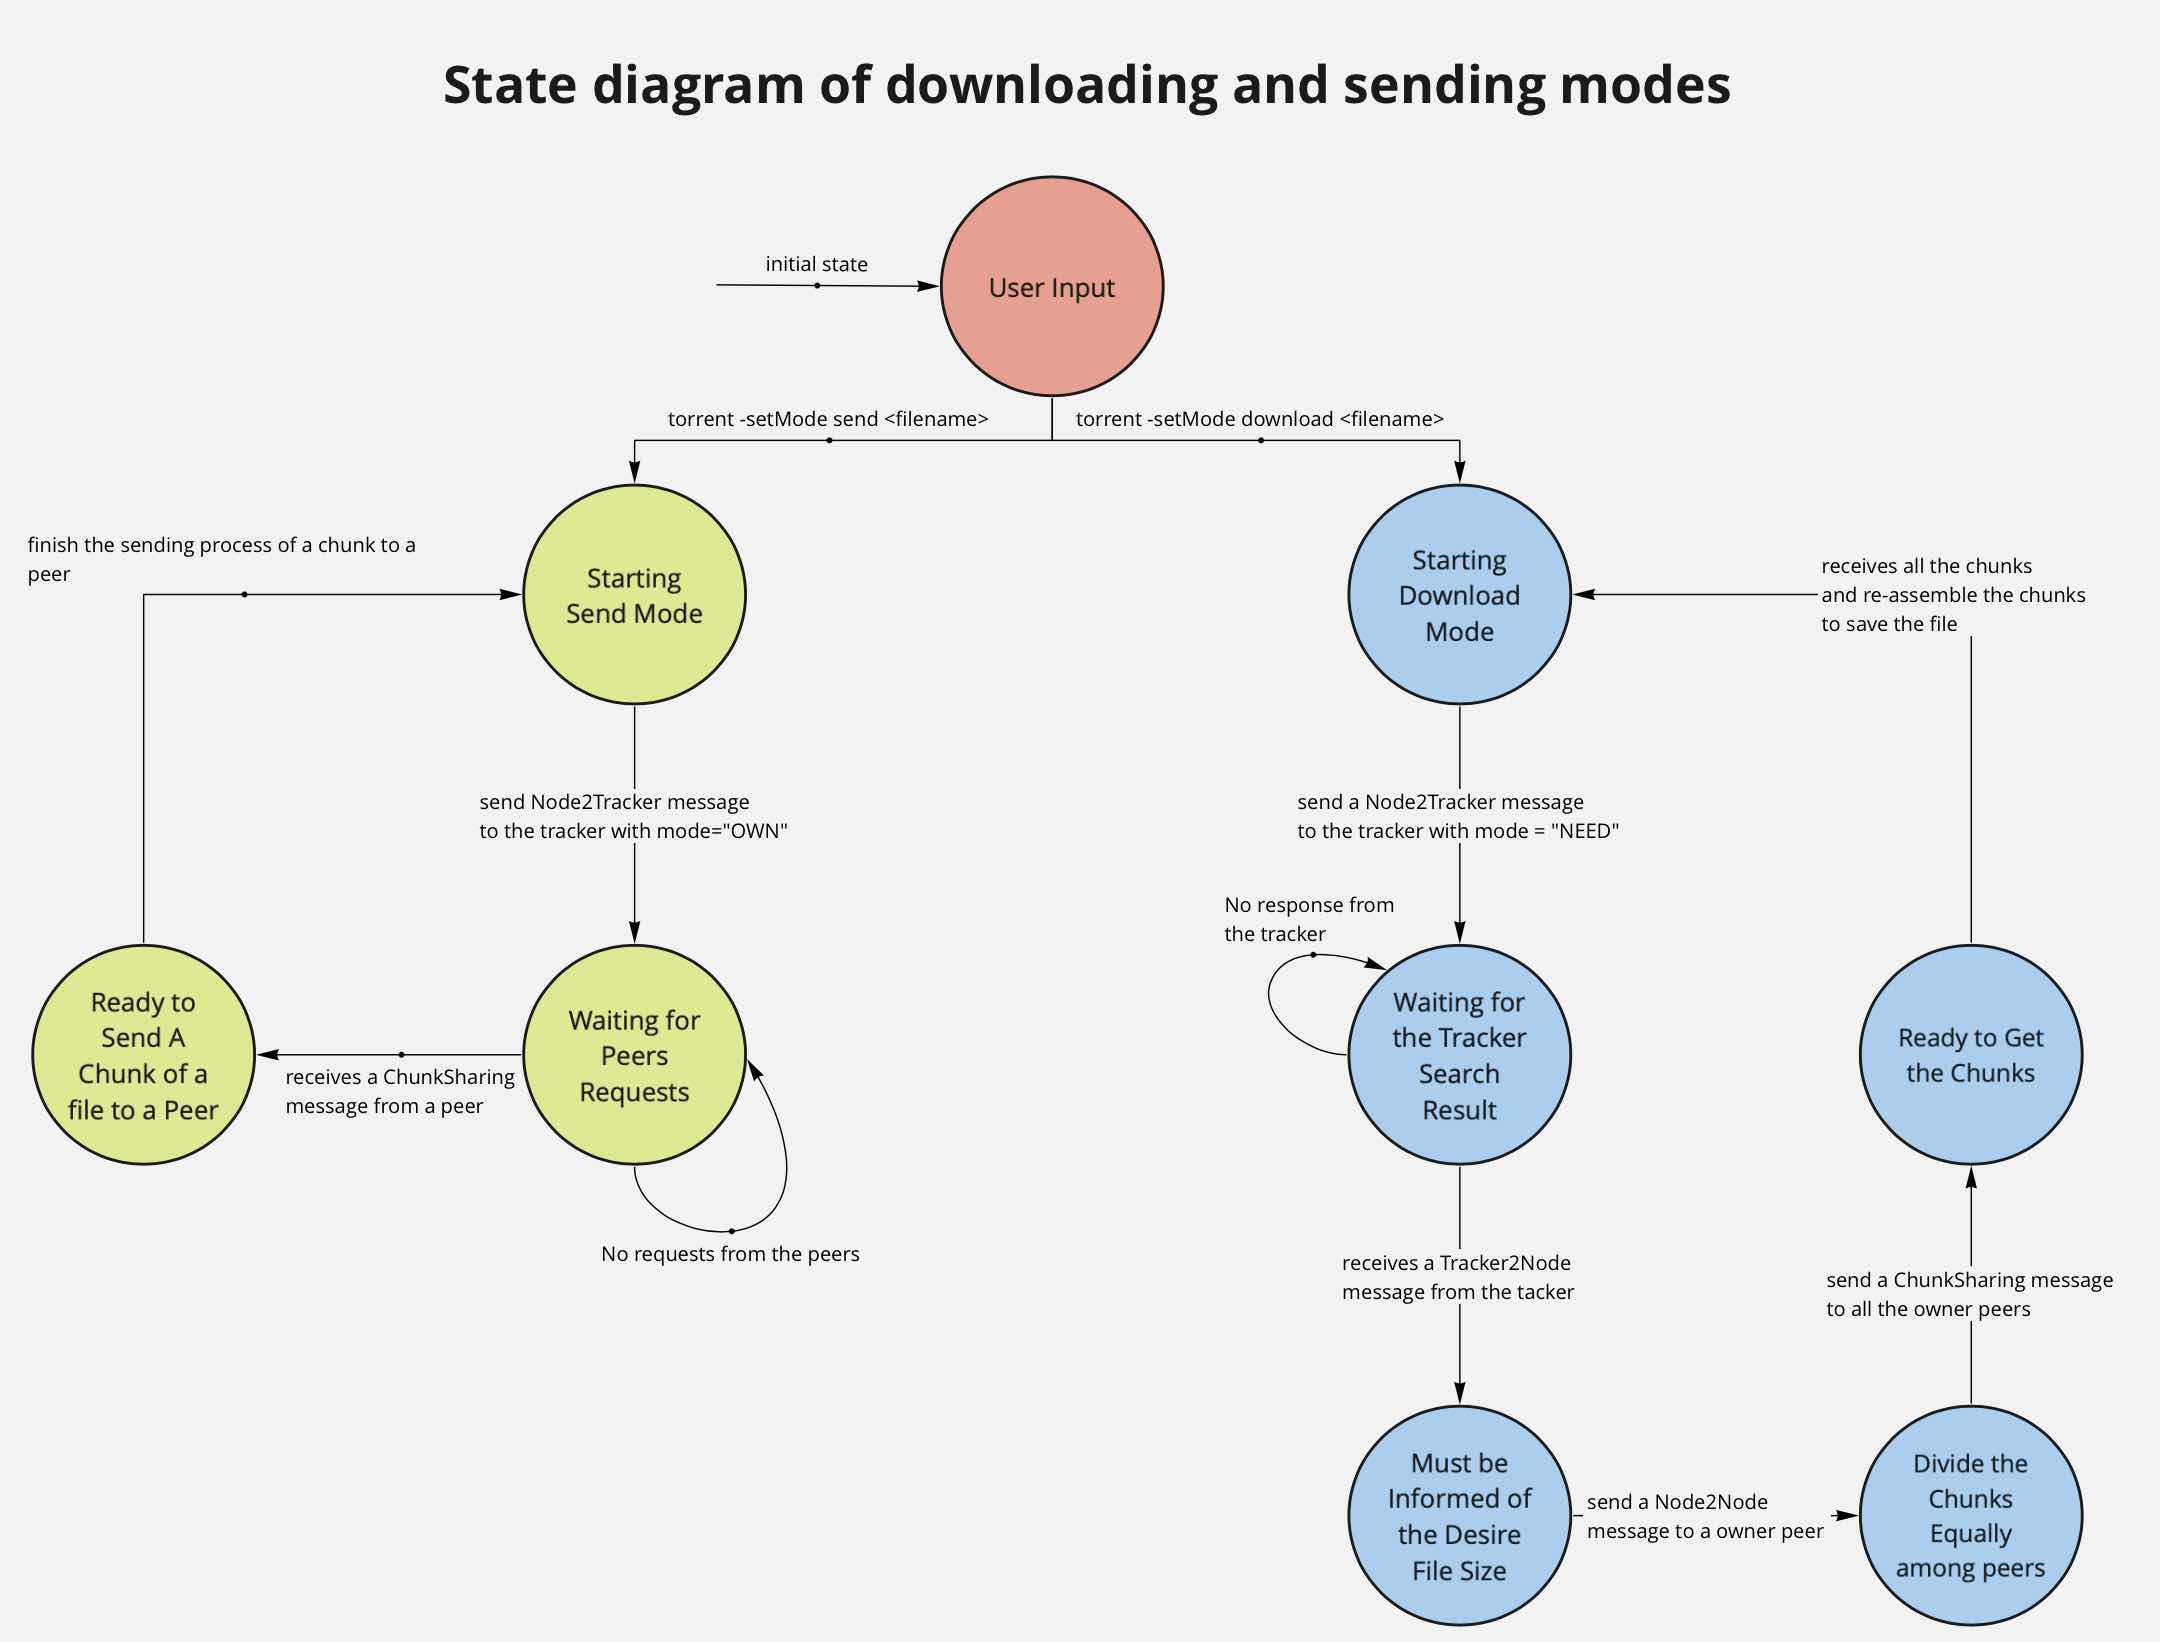 State diagram of downloading and sending modes
initial state
User Input
torrent -setMode send <filename>
torrent -setMode download <filename>
finish the sending process of a chunk to a
peer
Starting
Send Mode
Starting
Download
Mode
receives all the chunks
and re-assemble the chunks
to save the file
send Node2Tracker message
to the tracker with mode="OWN"
send a Node2Tracker message
to the tracker with mode = "NEED"
No response from
the tracker
Ready to
Send A
Chunk of a
file to a Peer
receives a ChunkSharing
message from a peer
Waiting for
Peers
Requests
No requests from the peers
Waiting for
the Tracker
Search
Result
Ready to Get
the Chunks
receives a Tracker2Node
message from the tacker
send a ChunkSharing message
to all the owner peers
Must be
Informed of
the Desire
File Size
send a Node2Node
message to a owner peer
Divide the
Chunks
Equally
among peers